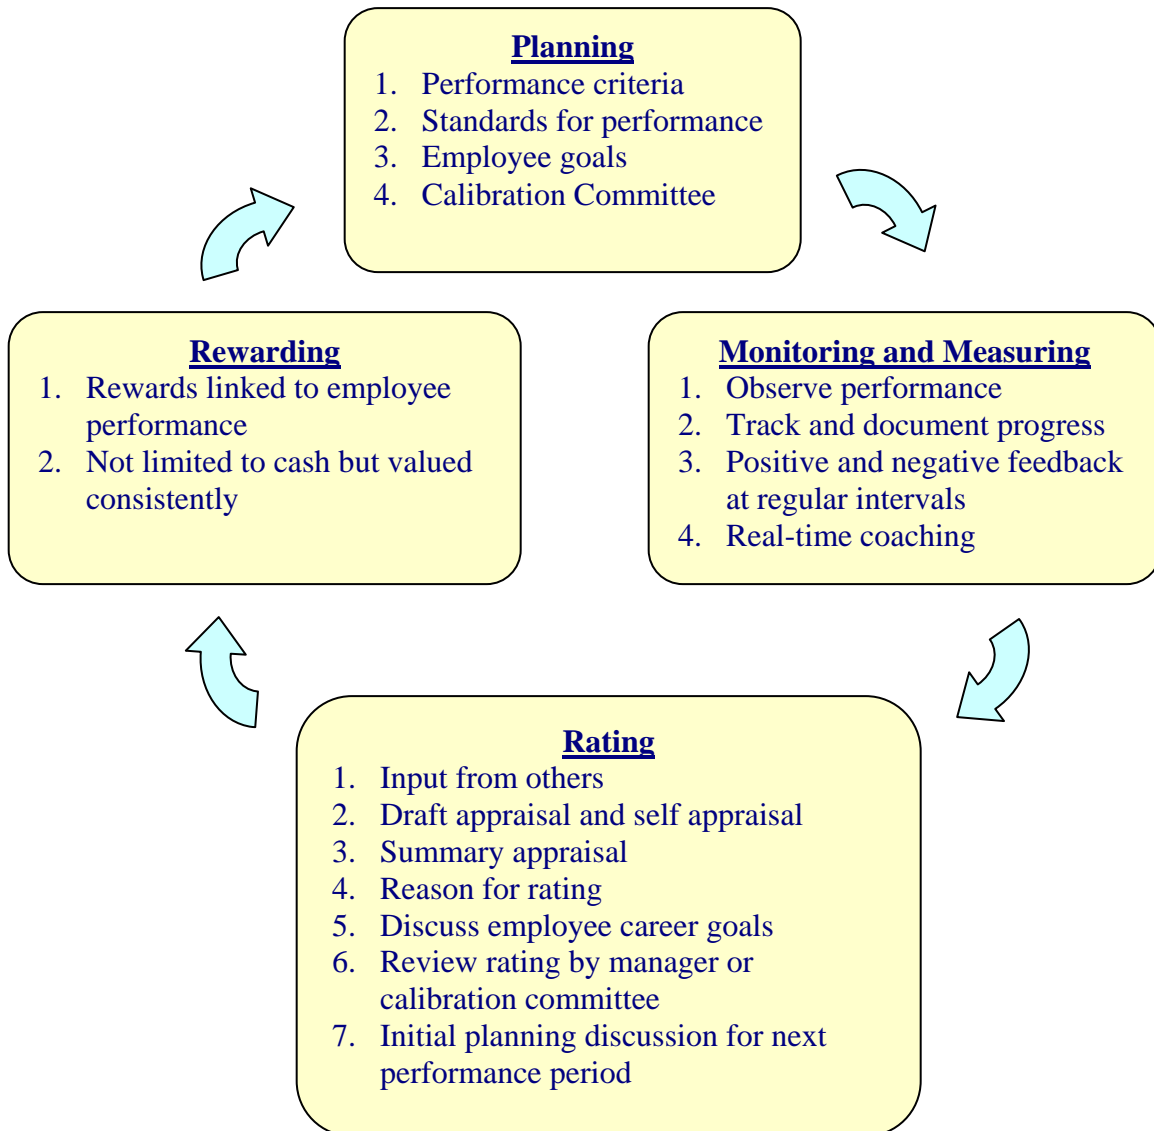 Planning
1. Performance criteria
2. Standards for performance
3. Employee goals
4. Calibration Committee
Rewarding
1. Rewards linked to employee
performance
2. Not limited to cash but valued
consistently
Monitoring and Measuring
1. Observe performance
2. Track and document progress
3. Positive and negative feedback
at regular intervals
4. Real-time coaching
Rating
1. Input from others
2. Draft appraisal and self appraisal
3. Summary appraisal
4. Reason for rating
5. Discuss employee career goals
6. Review rating by manager or
calibration committee
7. Initial planning discussion for next
performance period